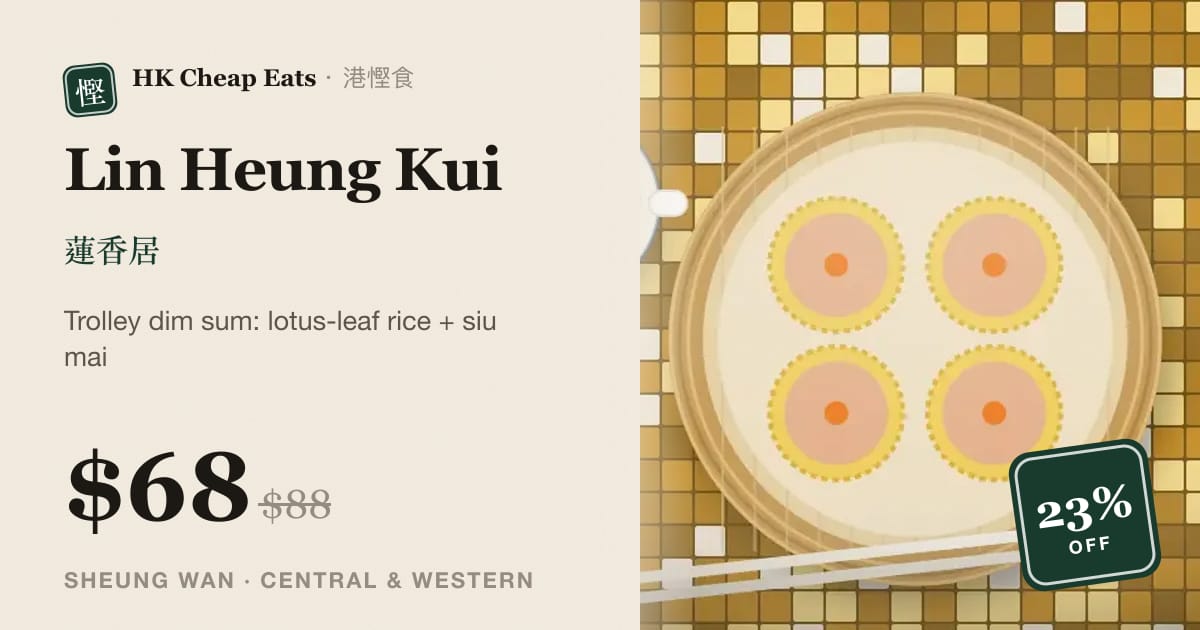 慳 HK Cheap Eats · 港慳食
Lin Heung Kui
蓮香居
Trolley dim sum: lotus-leaf rice + siu
mai
$68 $88
SHEUNG WAN · CENTRAL & WESTERN
23%
OFF